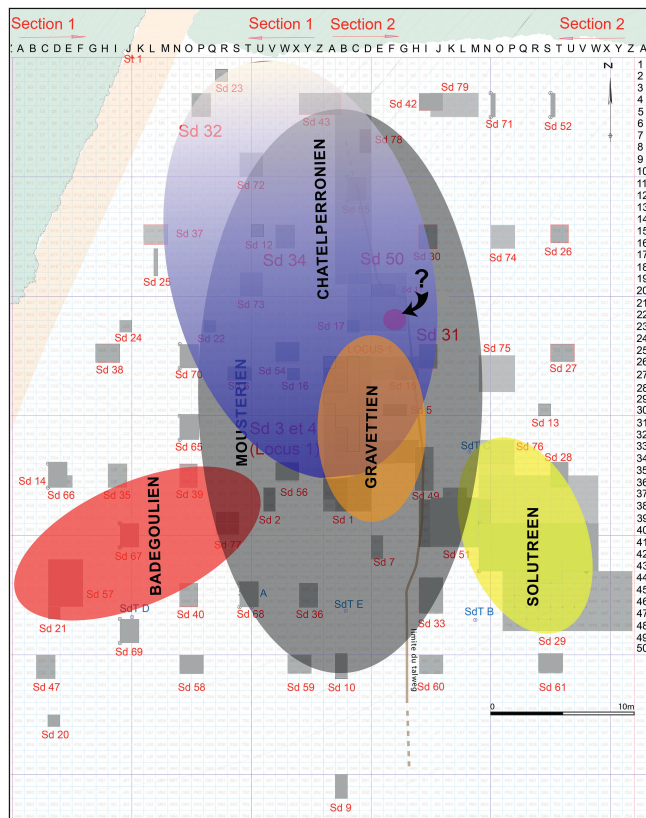 Section 1 Section 1 Section 2 Section 2
Z A B C D E F G H I J K L M N O P Q R S T U V W X Y Z A B C D E F G H I J K L M N O P Q R S T U V W X Y Z A
St 1
1
2
3
4
5
6
7
8
9
10
11
12
13
14
15
16
17
18
19
20
21
22
23
24
25
26
27
28
29
30
31
32
33
34
35
36
37
38
39
40
41
42
43
44
45
46
47
48
49
50
Z
Sd 23
Sd 79
Sd 32
Sd 43
Sd 42
Sd 71
Sd 52
Sd 78
Sd 72
CHATELPERRONIEN
Sd 37
Sd 12
Sd 34
Sd 50
Sd 30
Sd 74
Sd 26
Sd 25
Sd 73
?
Sd 24
Sd 22
Sd 17
Sd 31
Sd 38
Sd 70
Sd 54
LOCUS
Sd 75
Sd 27
Sd 16
Sd 5
Sd 13
MOUSTERIEN
Sd 3 et 4
(Locus 1)
GRAVETTIEN
Sd 65
SdT C
Sd 76
Sd 28
Sd 14
Sd 66
Sd 35
Sd 39
Sd 56
Sd 49
BADEGOULIEN
Sd 2
Sd 1
Sd 67
Sd 77
Sd 7
Sd 51
SOLUTREEN
Sd 57
SdT D
Sd 21
Sd 40
A
Sd 68
Sd 36
SdT E
Sd 33
SdT B
Sd 69
Sd 29
limite du talweg
Sd 47
Sd 58
Sd 59
Sd 10
Sd 60
Sd 61
0 10m
Sd 20
Sd 9